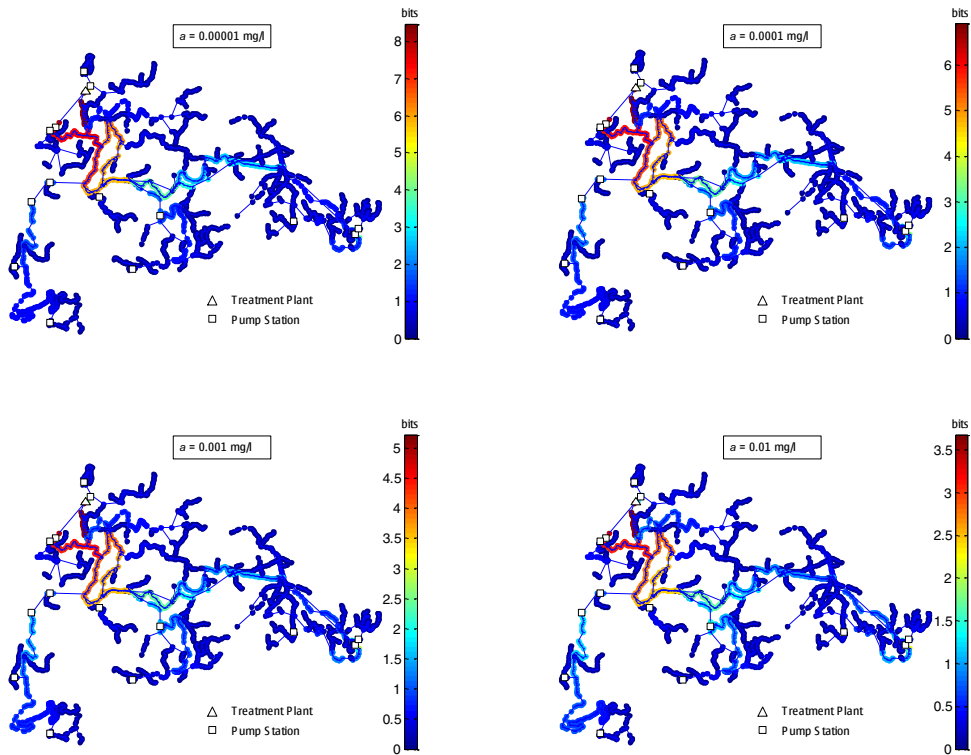 bits
a = 0.00001 mg/l
8
7
6
5
4
3
2
1
0
Treatment Plant
Pump Station
bits
a = 0.0001 mg/l
6
5
4
3
2
1
0
Treatment Plant
Pump Station
bits
a = 0.001 mg/l
5
4.5
4
3.5
3
2.5
2
1.5
1
0.5
0
Treatment Plant
Pump Station
bits
a = 0.01 mg/l
3.5
3
2.5
2
1.5
1
0.5
0
Treatment Plant
Pump Station